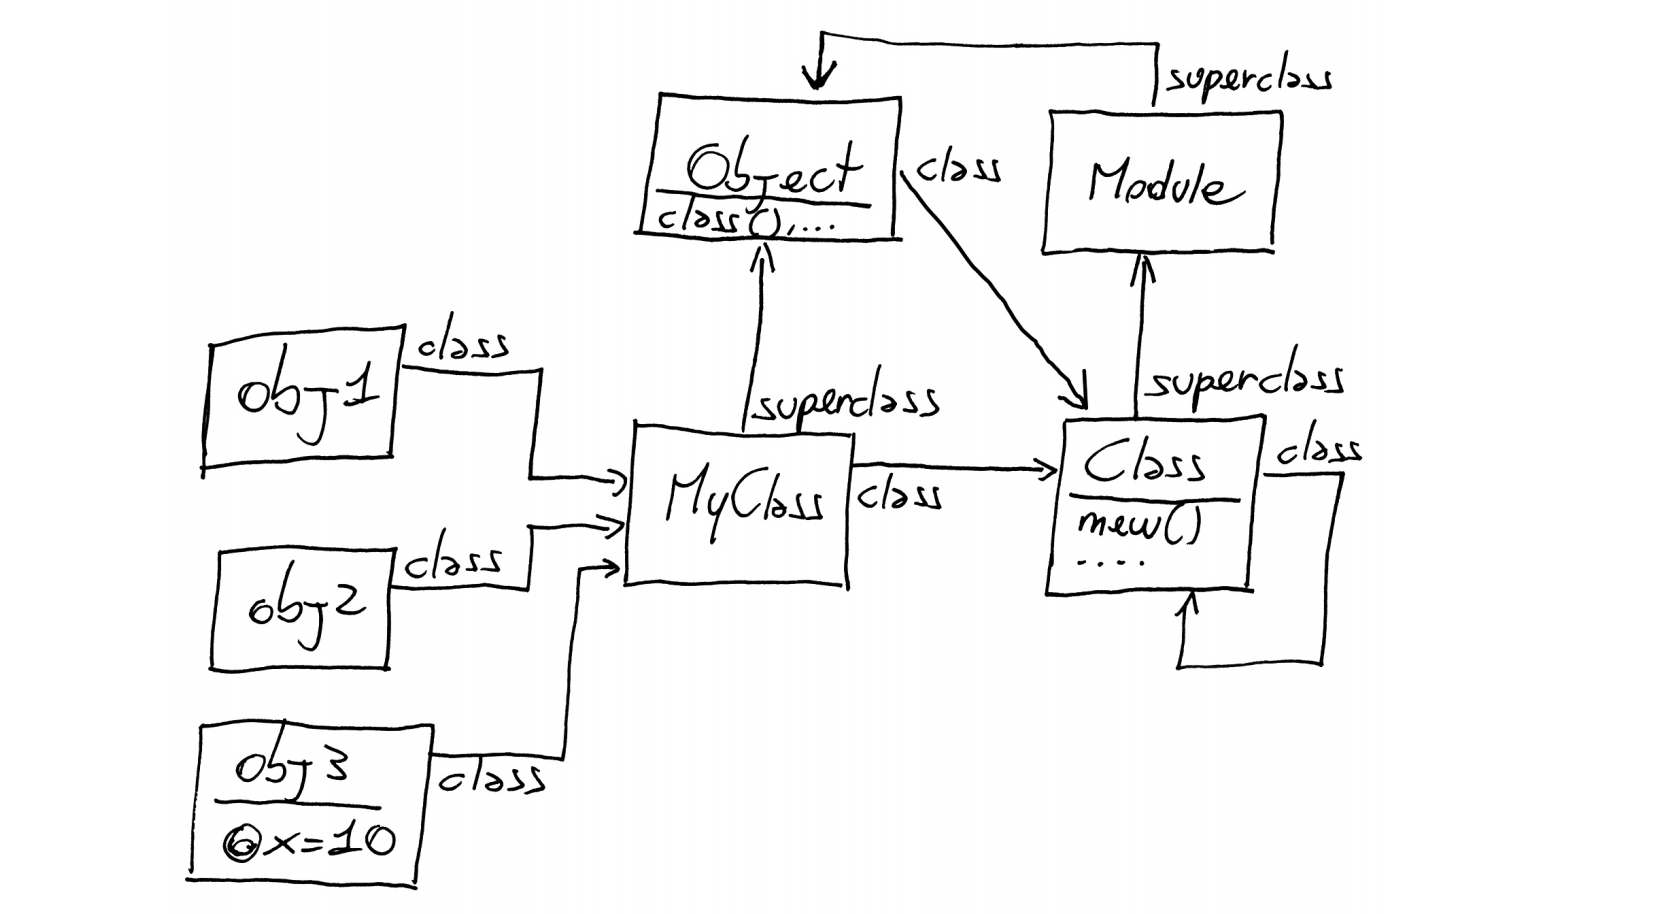 superclass
Object
class(),...
class
Module
obj1
class
superclass
superclass
MyClass
class
Class
new()
....
class
obj2
class
obj3
@x=10
class